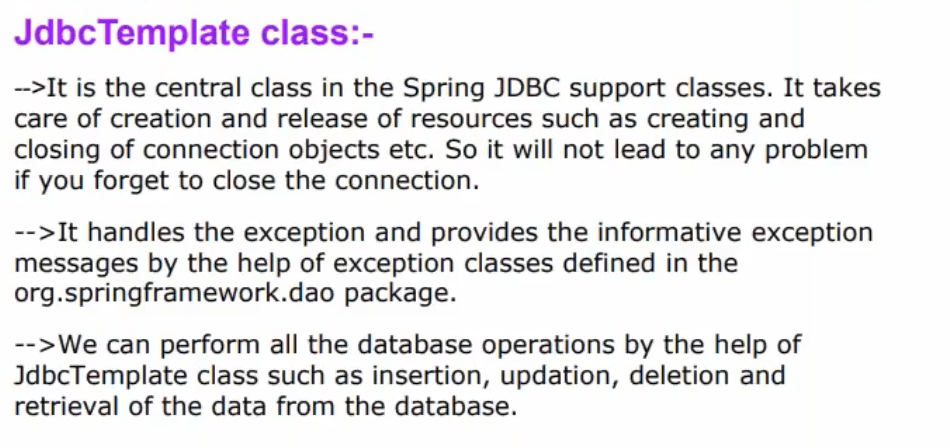 JdbcTemplate class:-
-->It is the central class in the Spring JDBC support classes. It takes
care of creation and release of resources such as creating and
closing of connection objects etc. So it will not lead to any problem
if you forget to close the connection.
-->It handles the exception and provides the informative exception
messages by the help of exception classes defined in the
org.springframework.dao package.
-->We can perform all the database operations by the help of
JdbcTemplate class such as insertion, updation, deletion and
retrieval of the data from the database.